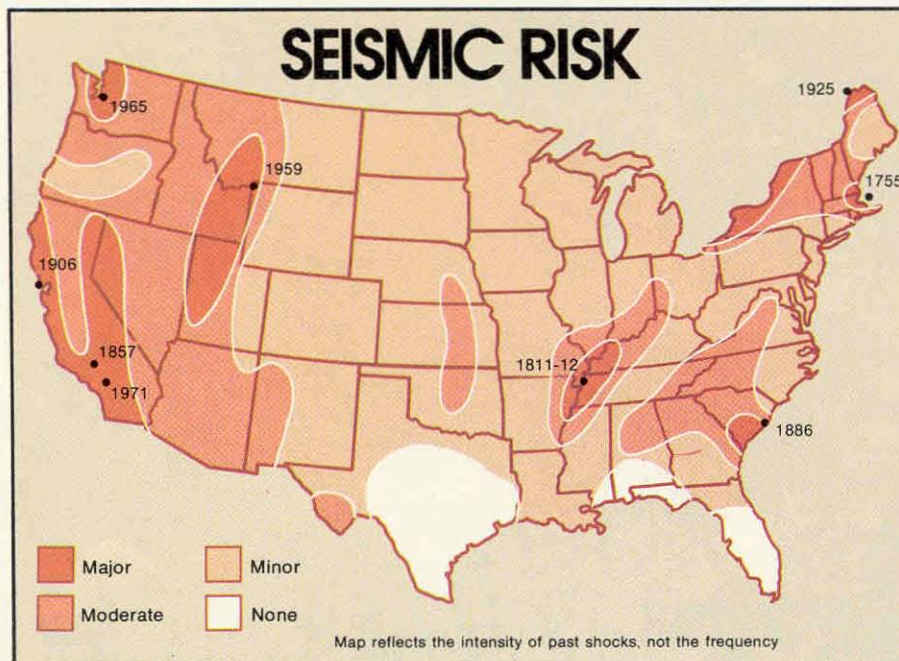 SEISMIC RISK
1965
1925
1959
1755
1906
1857
1811-12
1971
1886
Major
Minor
Moderate
None
Map reflects the intensity of past shocks, not the frequency